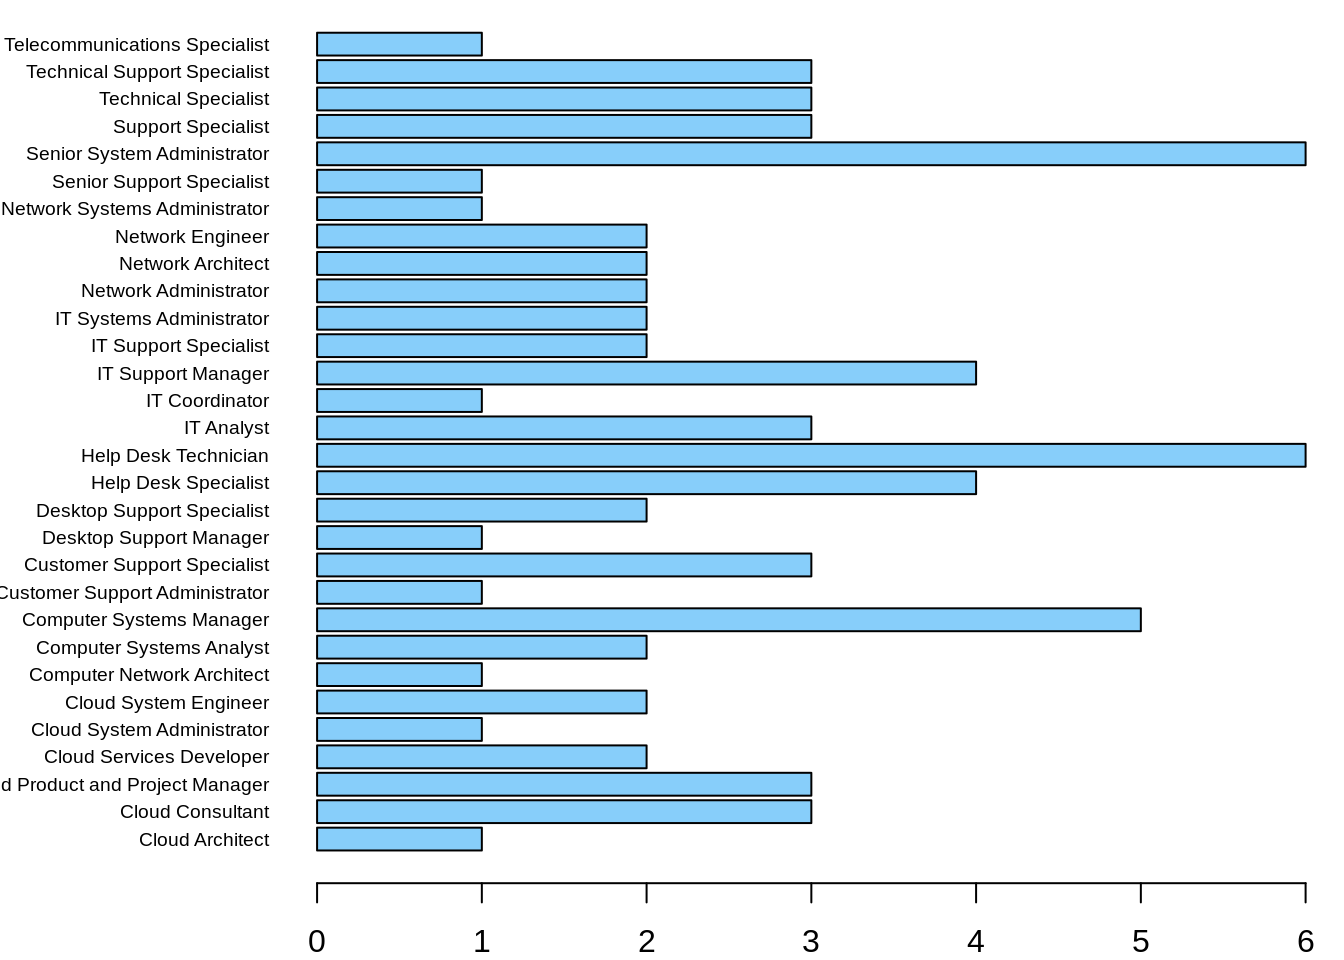 Telecommunications Specialist
Technical Support Specialist
Technical Specialist
Support Specialist
Senior System Administrator
Senior Support Specialist
Network Systems Administrator
Network Engineer
Network Architect
Network Administrator
IT Systems Administrator
IT Support Specialist
IT Support Manager
IT Coordinator
IT Analyst
Help Desk Technician
Help Desk Specialist
Desktop Support Specialist
Desktop Support Manager
Customer Support Specialist
Customer Support Administrator
Computer Systems Manager
Computer Systems Analyst
Computer Network Architect
Cloud System Engineer
Cloud System Administrator
Cloud Services Developer
d Product and Project Manager
Cloud Consultant
Cloud Architect
0 1 2 3 4 5 6